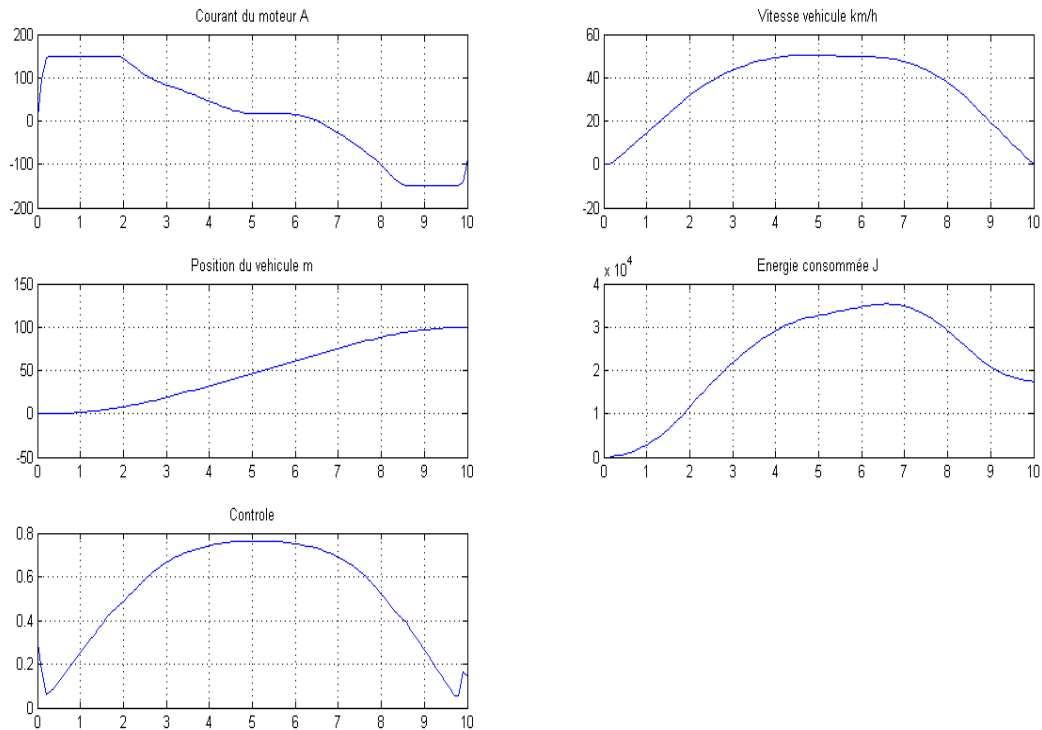 Courant du moteur A
200
100
0
-100
-200
0 1 2 3 4 5 6 7 8 9 10
Vitesse vehicule km/h
60
40
20
0
-20
0 1 2 3 4 5 6 7 8 9 10
Position du vehicule m
150
100
50
0
-50
0 1 2 3 4 5 6 7 8 9 10
Energie consommée J
x 10^4
4
3
2
1
0
0 1 2 3 4 5 6 7 8 9 10
Controle
0.8
0.6
0.4
0.2
0
0 1 2 3 4 5 6 7 8 9 10